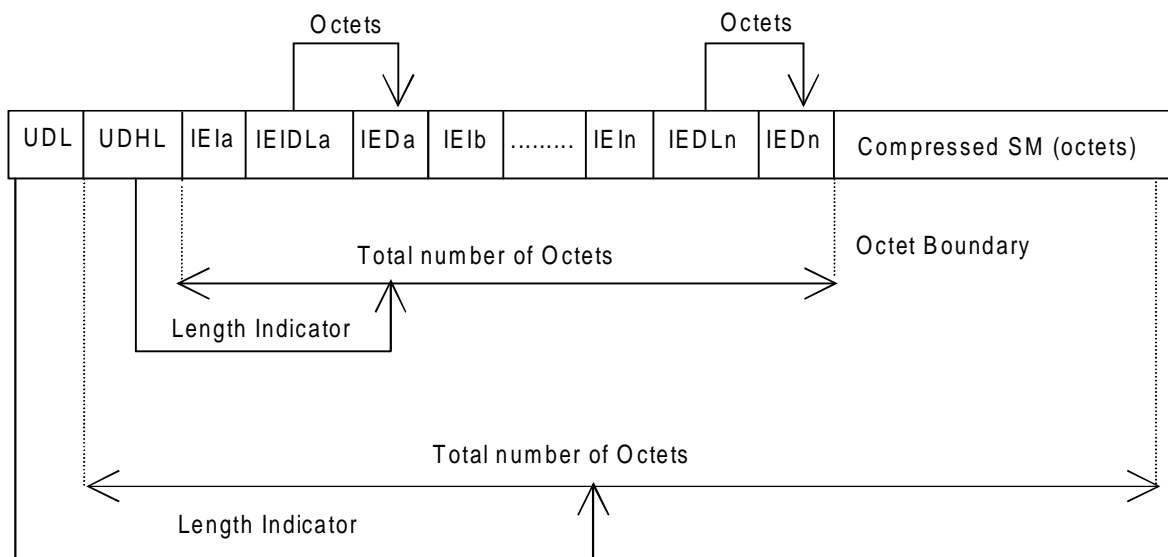 Octets Octets
UDL UDHL IEIa IEIDLa IEDa IEIb ......... IEIn IEDLn IEDn Compressed SM (octets)
Total number of Octets
Octet Boundary
Length Indicator
Total number of Octets
Length Indicator